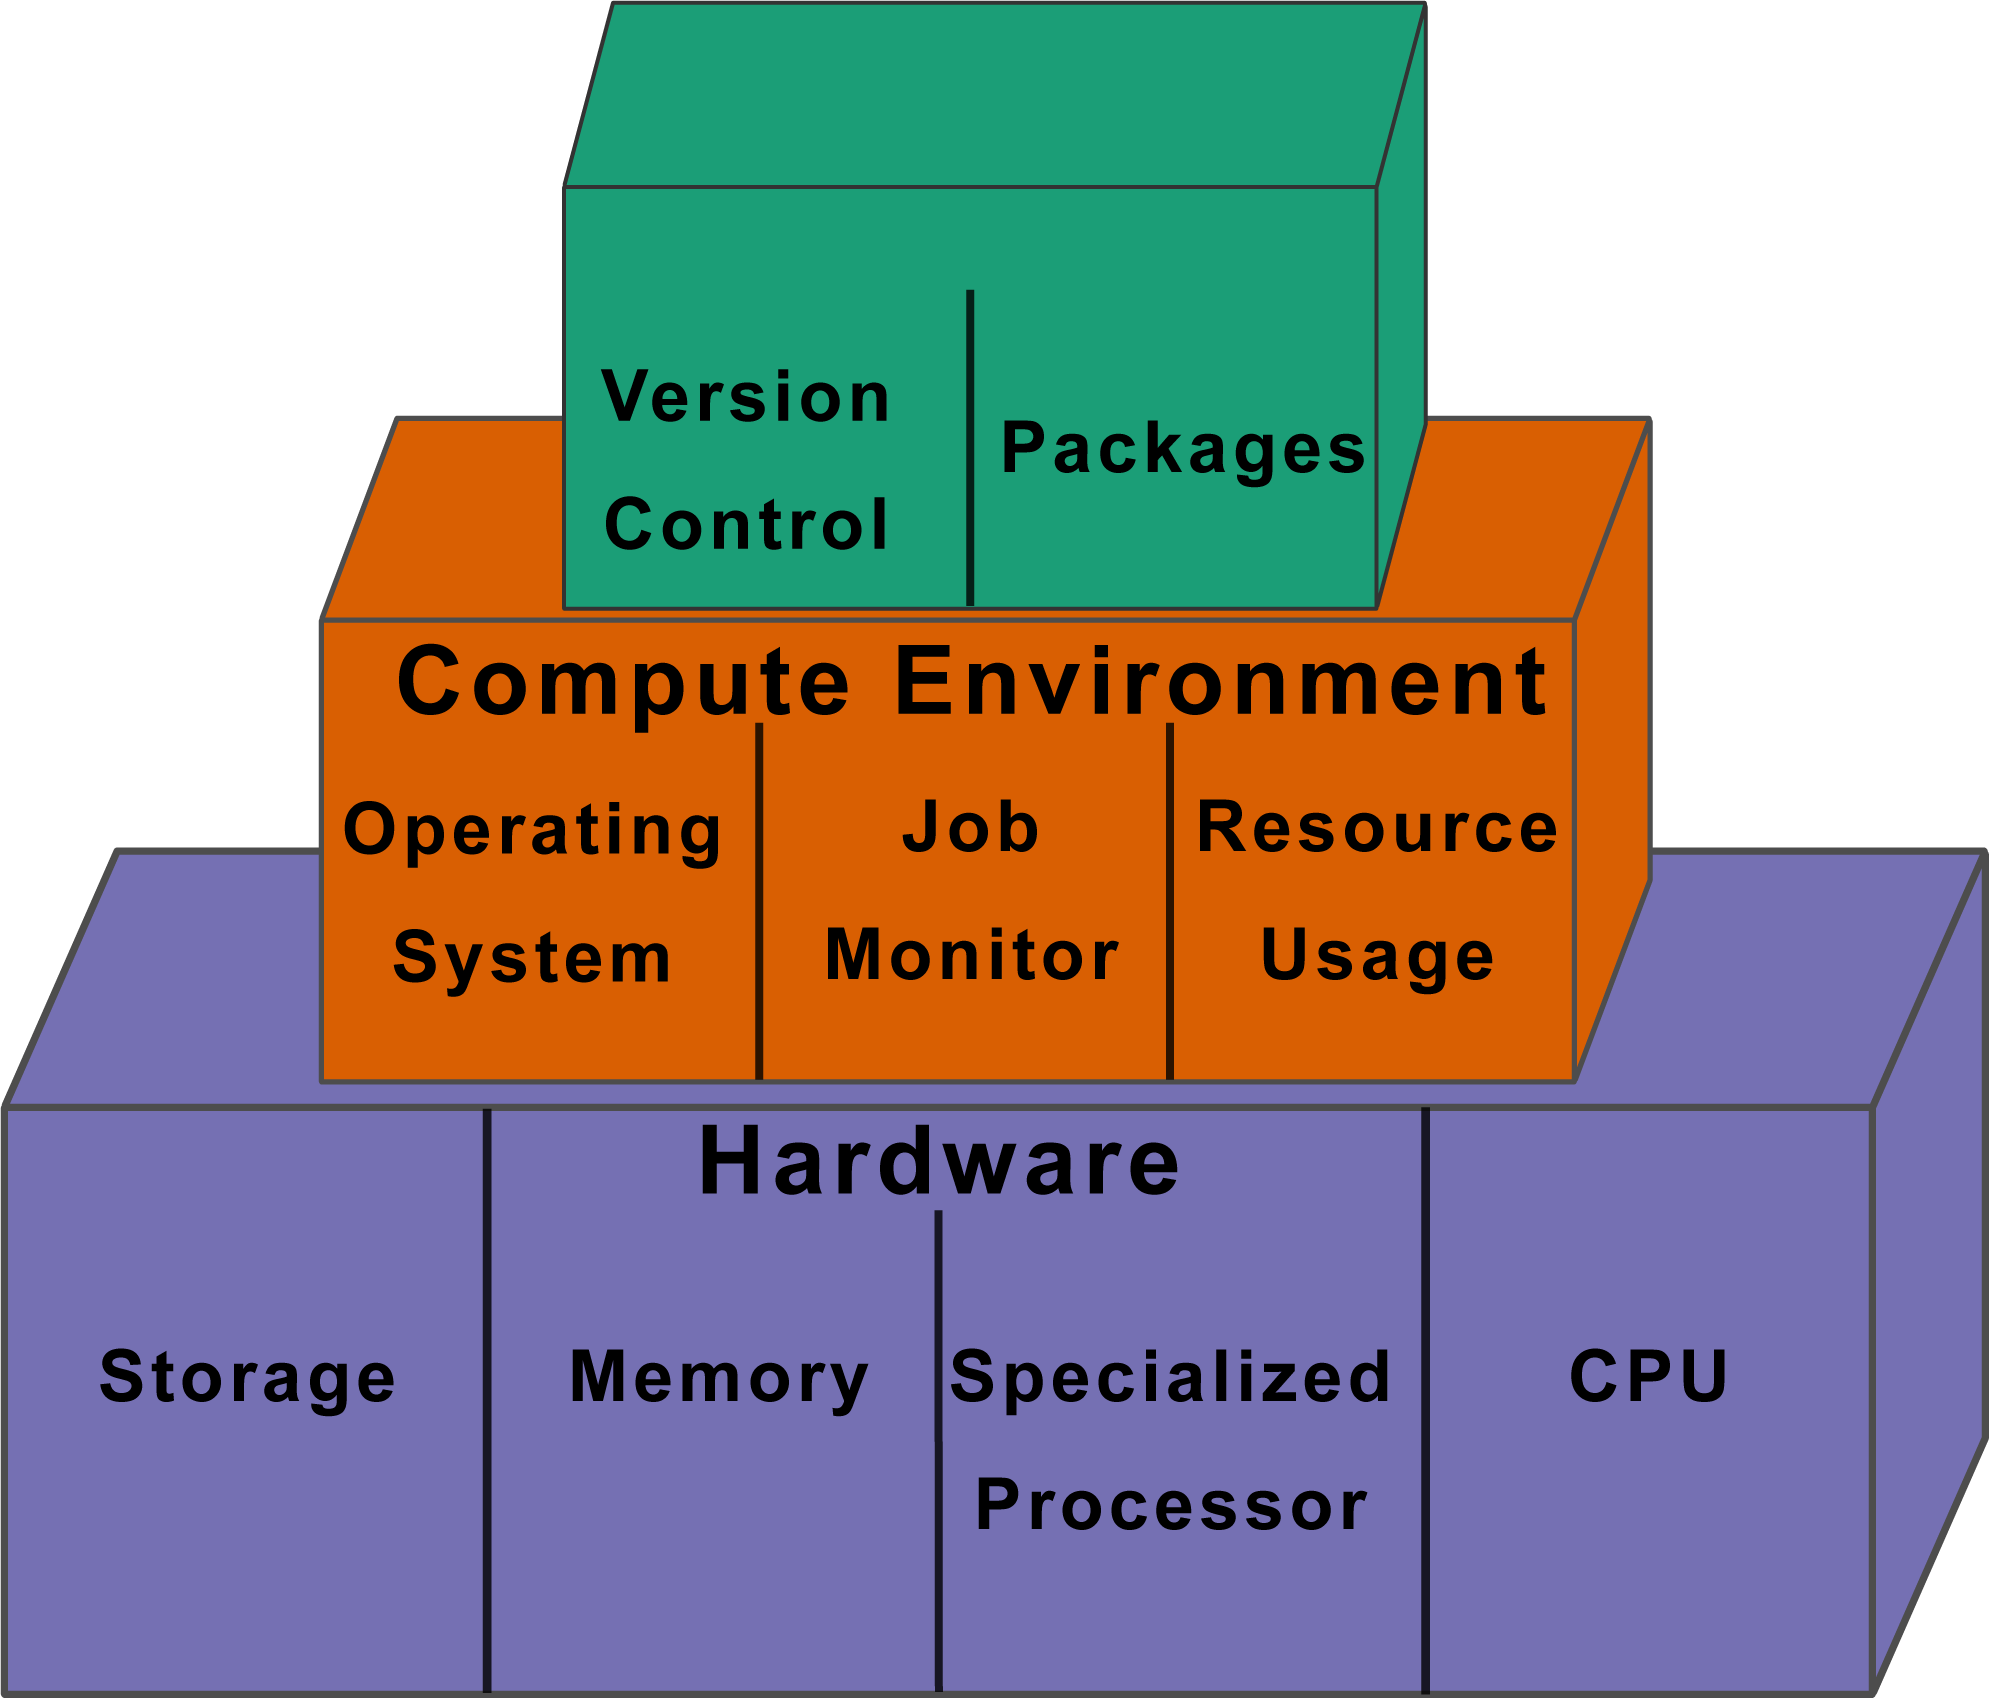 Version
Control
Packages
Compute Environment
Operating
System
Job
Monitor
Resource
Usage
Hardware
Storage
Memory
Specialized
Processor
CPU